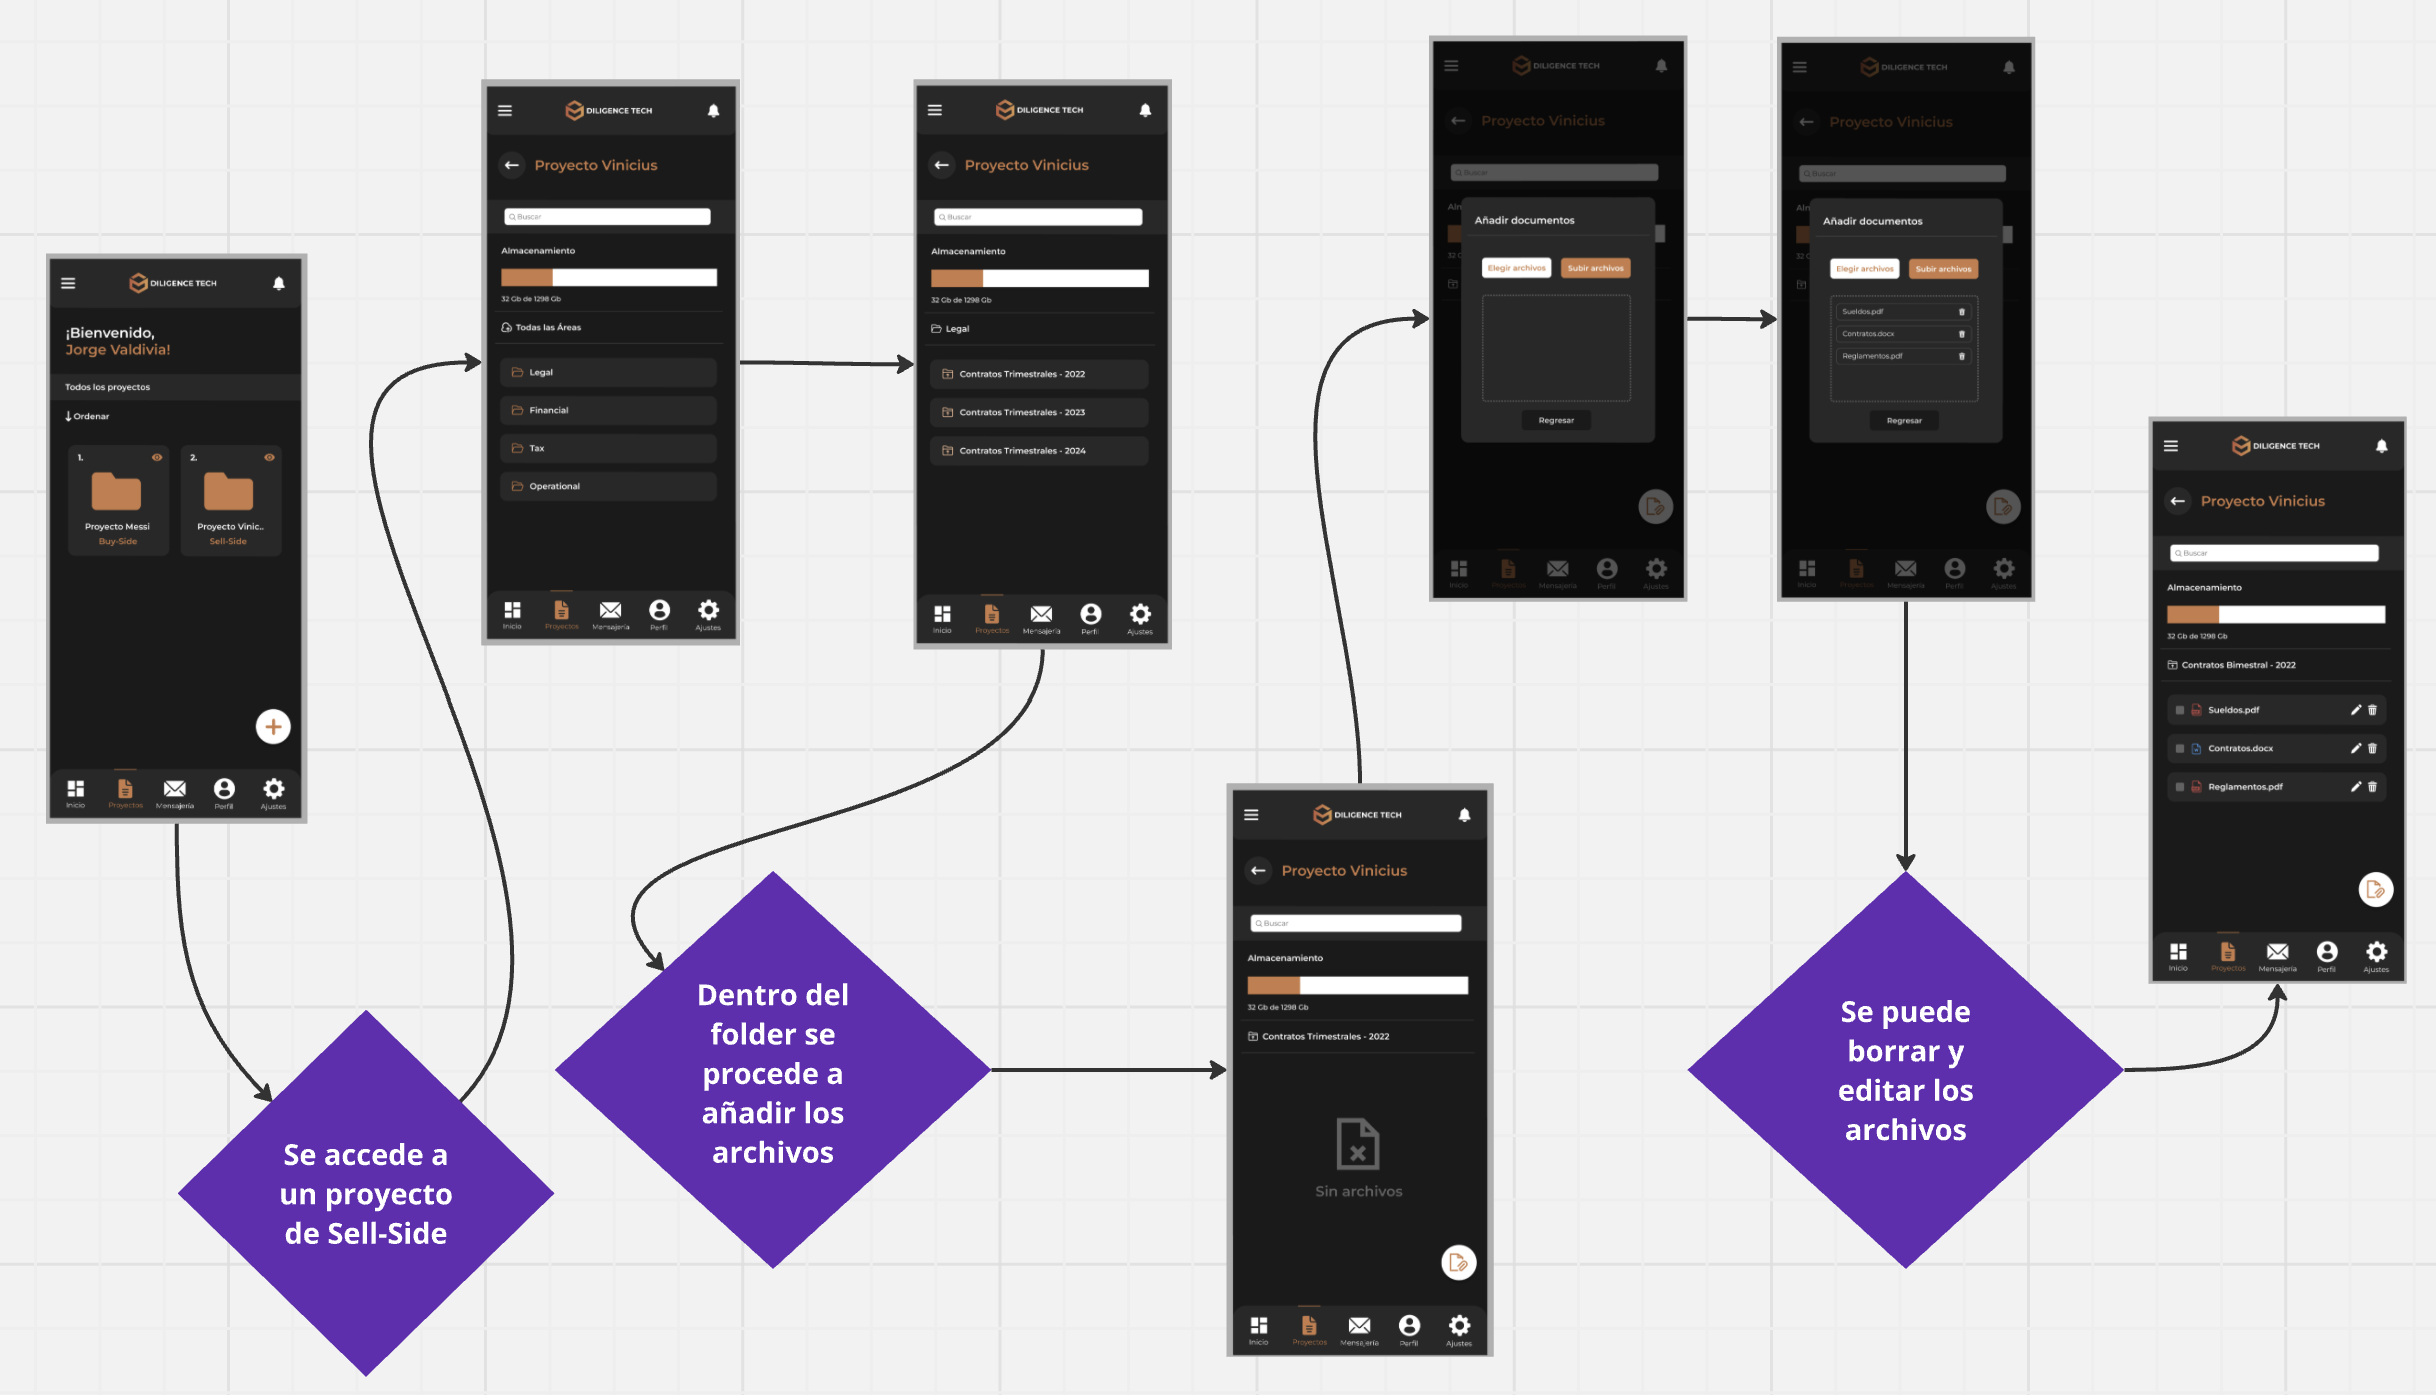 DILIGENCE TECH
¡Bienvenido,
Jorge Valdivia!
Todos los proyectos
Ordenar
1.
2.
Proyecto Messi
Buy-Side
Proyecto Vinic..
Sell-Side
Inicio
Proyectos
Mensajería
Perfil
Ajustes
Se accede a
un proyecto
de Sell-Side
DILIGENCE TECH
Proyecto Vinicius
Buscar
Almacenamiento
32 Gb de 1298 Gb
Todas las Áreas
Legal
Financial
Tax
Operational
Inicio
Proyectos
Mensajería
Perfil
Ajustes
DILIGENCE TECH
Proyecto Vinicius
Buscar
Almacenamiento
32 Gb de 1298 Gb
Legal
Contratos Trimestrales - 2022
Contratos Trimestrales - 2023
Contratos Trimestrales - 2024
Inicio
Proyectos
Mensajería
Perfil
Ajustes
Dentro del
folder se
procede a
añadir los
archivos
DILIGENCE TECH
Proyecto Vinicius
Buscar
Almacenamiento
32 Gb de 1298 Gb
Contratos Trimestrales - 2022
Sin archivos
Inicio
Proyectos
Mensajería
Perfil
Ajustes
DILIGENCE TECH
Proyecto Vinicius
Buscar
Alm
Añadir documentos
32 G
Elegir archivos
Subir archivos
Regresar
Inicio
Proyectos
Mensajería
Perfil
Ajustes
DILIGENCE TECH
Proyecto Vinicius
Buscar
Alm
Añadir documentos
32 G
Elegir archivos
Subir archivos
Sueldos.pdf
Contratos.docx
Reglamentos.pdf
Regresar
Inicio
Proyectos
Mensajería
Perfil
Ajustes
Se puede
borrar y
editar los
archivos
DILIGENCE TECH
Proyecto Vinicius
Buscar
Almacenamiento
32 Gb de 1298 Gb
Contratos Bimestral - 2022
Sueldos.pdf
Contratos.docx
Reglamentos.pdf
Inicio
Proyectos
Mensajería
Perfil
Ajustes